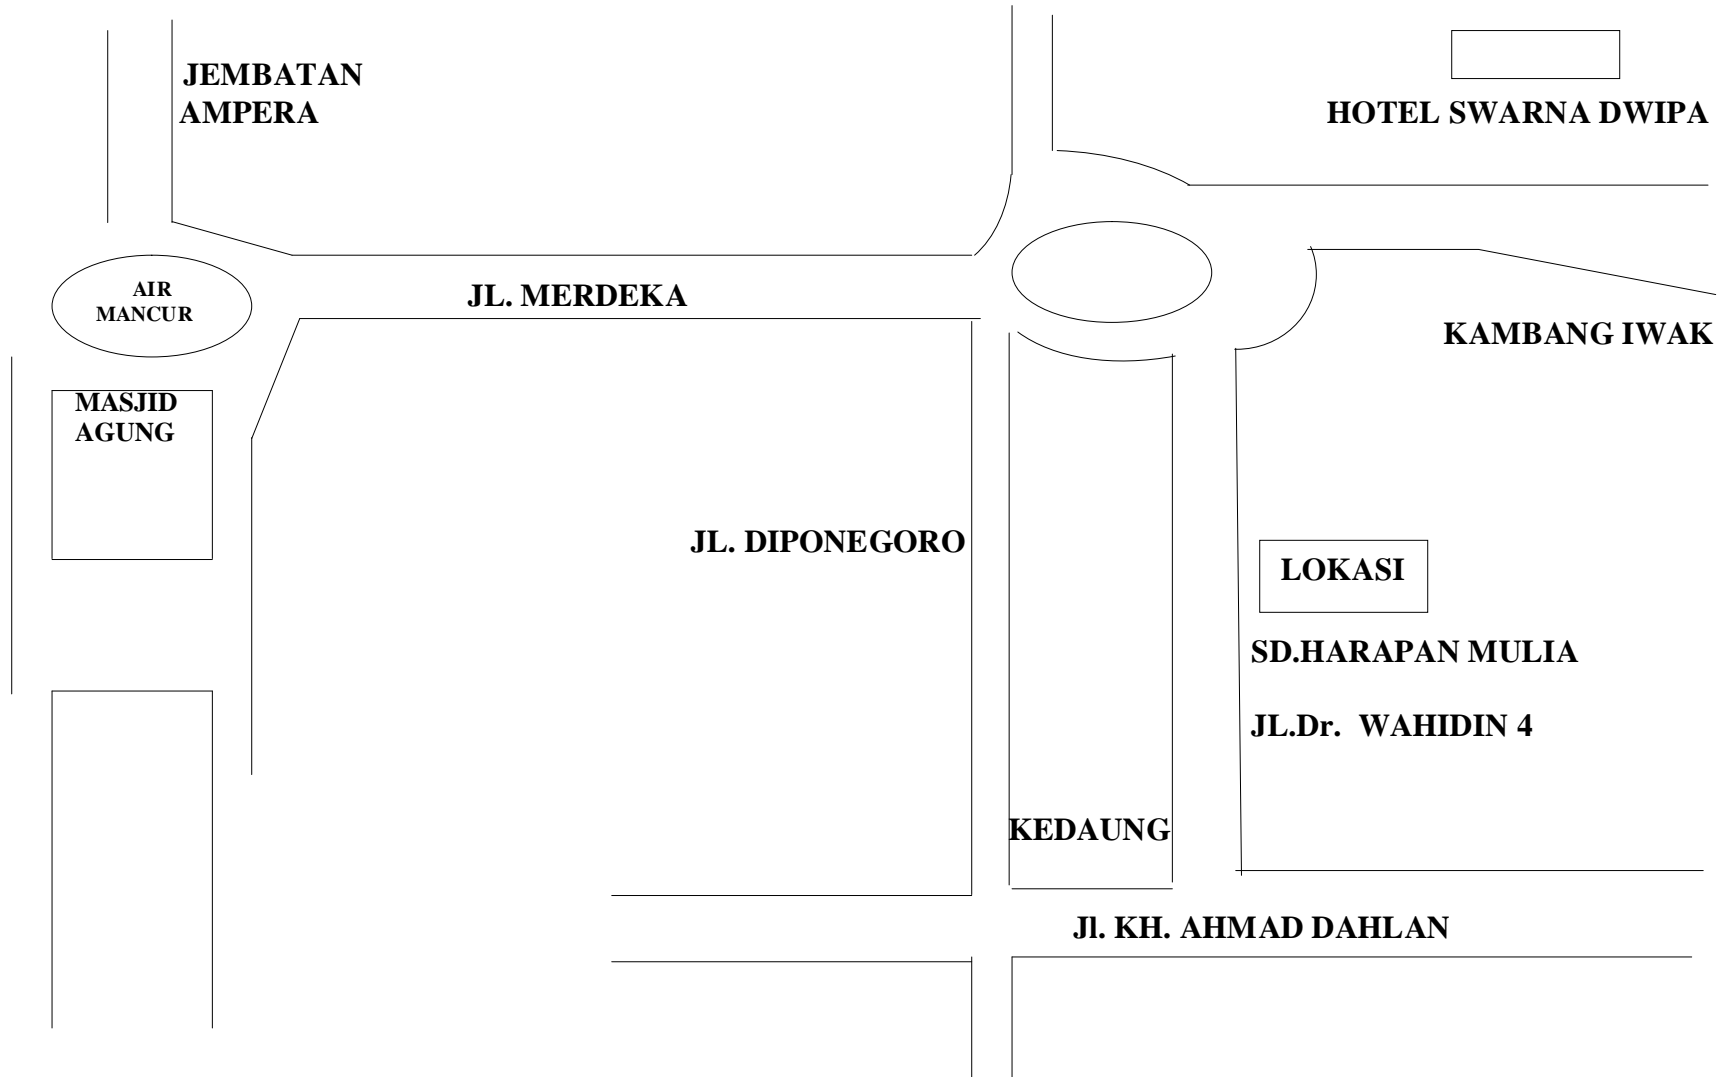 JEMBATAN
AMPERA
HOTEL SWARNA DWIPA
AIR
MANCUR
JL. MERDEKA
KAMBANG IWAK
MASJID
AGUNG
JL. DIPONEGORO
LOKASI
SD.HARAPAN MULIA
JL.Dr. WAHIDIN 4
KEDAUNG
Jl. KH. AHMAD DAHLAN